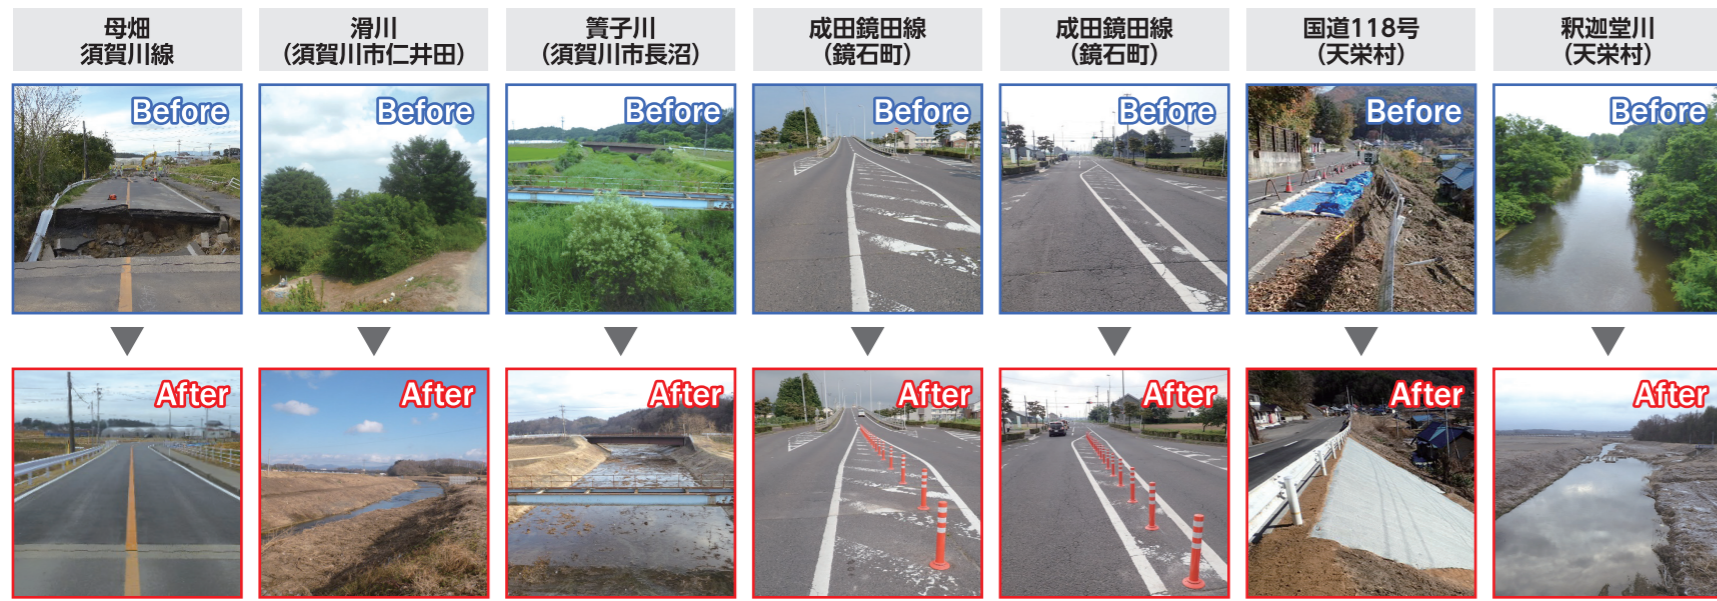 母畑
須賀川線
滑川
（須賀川市仁井田）
簀子川
（須賀川市長沼）
成田鏡田線
（鏡石町）
成田鏡田線
（鏡石町）
国道118号
（天栄村）
釈迦堂川
（天栄村）
Before
Before
Before
Before
Before
Before
Before
After
After
After
After
After
After
After